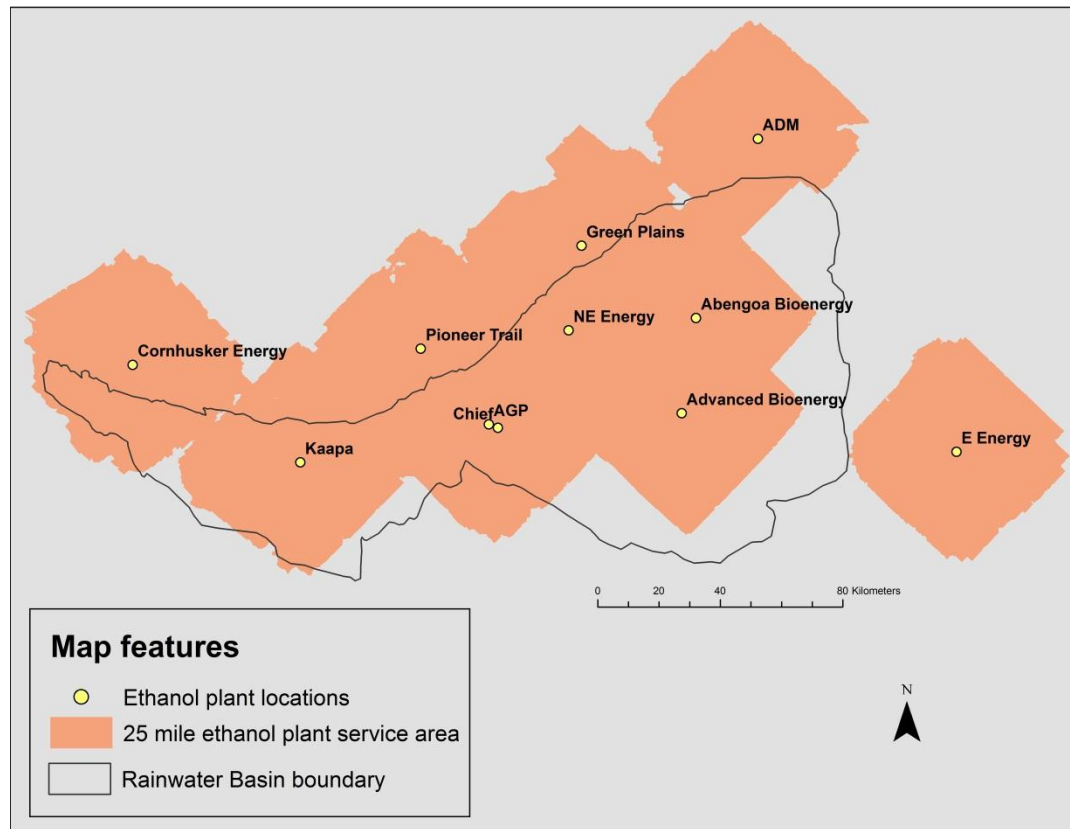 ADM
Green Plains
NE Energy
Abengoa Bioenergy
Pioneer Trail
Cornhusker Energy
Advanced Bioenergy
Chief AGP
Kaapa
E Energy
0 20 40 80 Kilometers
N
Map features
Ethanol plant locations
25 mile ethanol plant service area
Rainwater Basin boundary